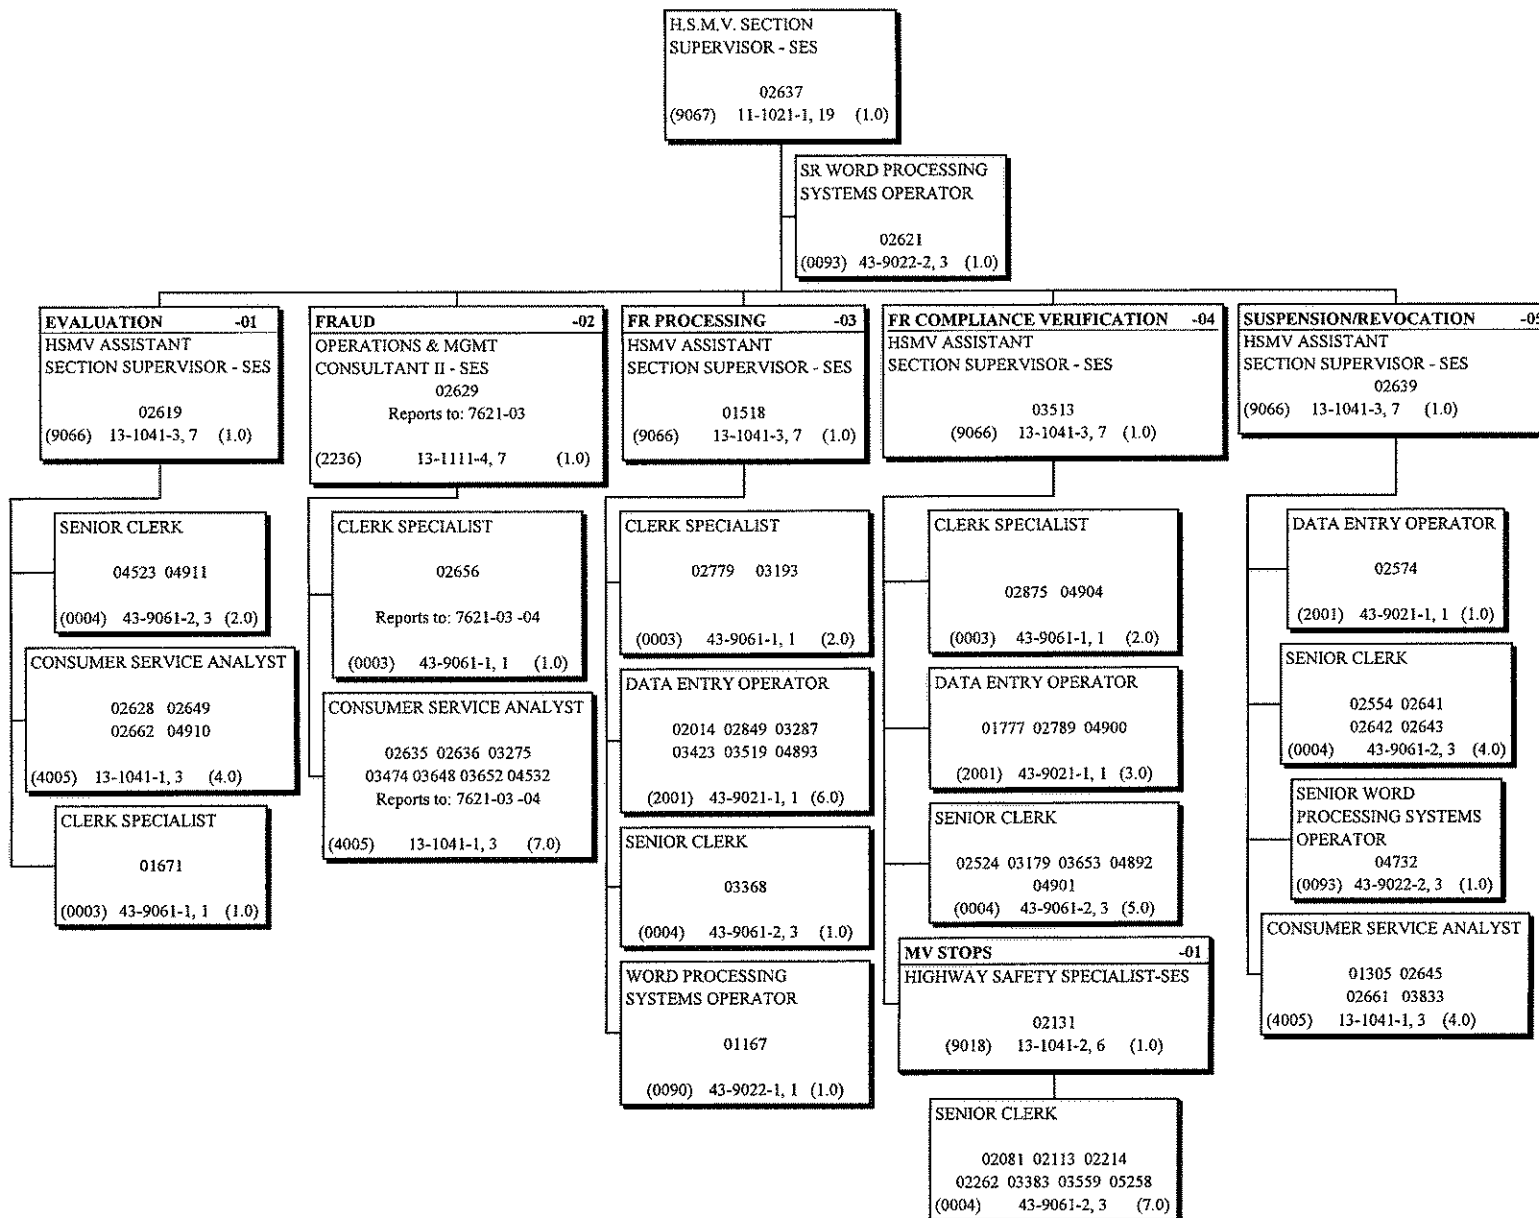 H.S.M.V. SECTION
SUPERVISOR - SES
02637
(9067) 11-1021-1, 19 (1.0)
SR WORD PROCESSING
SYSTEMS OPERATOR
02621
(0093) 43-9022-2, 3 (1.0)
EVALUATION -01
HSMV ASSISTANT
SECTION SUPERVISOR - SES
02619
(9066) 13-1041-3, 7 (1.0)
SENIOR CLERK
04523 04911
(0004) 43-9061-2, 3 (2.0)
CONSUMER SERVICE ANALYST
02628 02649
02662 04910
(4005) 13-1041-1, 3 (4.0)
CLERK SPECIALIST
01671
(0003) 43-9061-1, 1 (1.0)
FRAUD -02
OPERATIONS & MGMT
CONSULTANT II - SES
02629
Reports to: 7621-03
(2236) 13-1111-4, 7 (1.0)
CLERK SPECIALIST
02656
Reports to: 7621-03 -04
(0003) 43-9061-1, 1 (1.0)
CONSUMER SERVICE ANALYST
02635 02636 03275
03474 03648 03652 04532
Reports to: 7621-03 -04
(4005) 13-1041-1, 3 (7.0)
FR PROCESSING -03
HSMV ASSISTANT
SECTION SUPERVISOR - SES
01518
(9066) 13-1041-3, 7 (1.0)
CLERK SPECIALIST
02779 03193
(0003) 43-9061-1, 1 (2.0)
DATA ENTRY OPERATOR
02014 02849 03287
03423 03519 04893
(2001) 43-9021-1, 1 (6.0)
SENIOR CLERK
03368
(0004) 43-9061-2, 3 (1.0)
WORD PROCESSING
SYSTEMS OPERATOR
01167
(0090) 43-9022-1, 1 (1.0)
FR COMPLIANCE VERIFICATION -04
HSMV ASSISTANT
SECTION SUPERVISOR - SES
03513
(9066) 13-1041-3, 7 (1.0)
CLERK SPECIALIST
02875 04904
(0003) 43-9061-1, 1 (2.0)
DATA ENTRY OPERATOR
01777 02789 04900
(2001) 43-9021-1, 1 (3.0)
SENIOR CLERK
02524 03179 03653 04892
04901
(0004) 43-9061-2, 3 (5.0)
MV STOPS -01
HIGHWAY SAFETY SPECIALIST-SES
02131
(9018) 13-1041-2, 6 (1.0)
SENIOR CLERK
02081 02113 02214
02262 03383 03559 05258
(0004) 43-9061-2, 3 (7.0)
SUSPENSION/REVOCATION -05
HSMV ASSISTANT
SECTION SUPERVISOR - SES
02639
(9066) 13-1041-3, 7 (1.0)
DATA ENTRY OPERATOR
02574
(2001) 43-9021-1, 1 (1.0)
SENIOR CLERK
02554 02641
02642 02643
(0004) 43-9061-2, 3 (4.0)
SENIOR WORD
PROCESSING SYSTEMS
OPERATOR
04732
(0093) 43-9022-2, 3 (1.0)
CONSUMER SERVICE ANALYST
01305 02645
02661 03833
(4005) 13-1041-1, 3 (4.0)